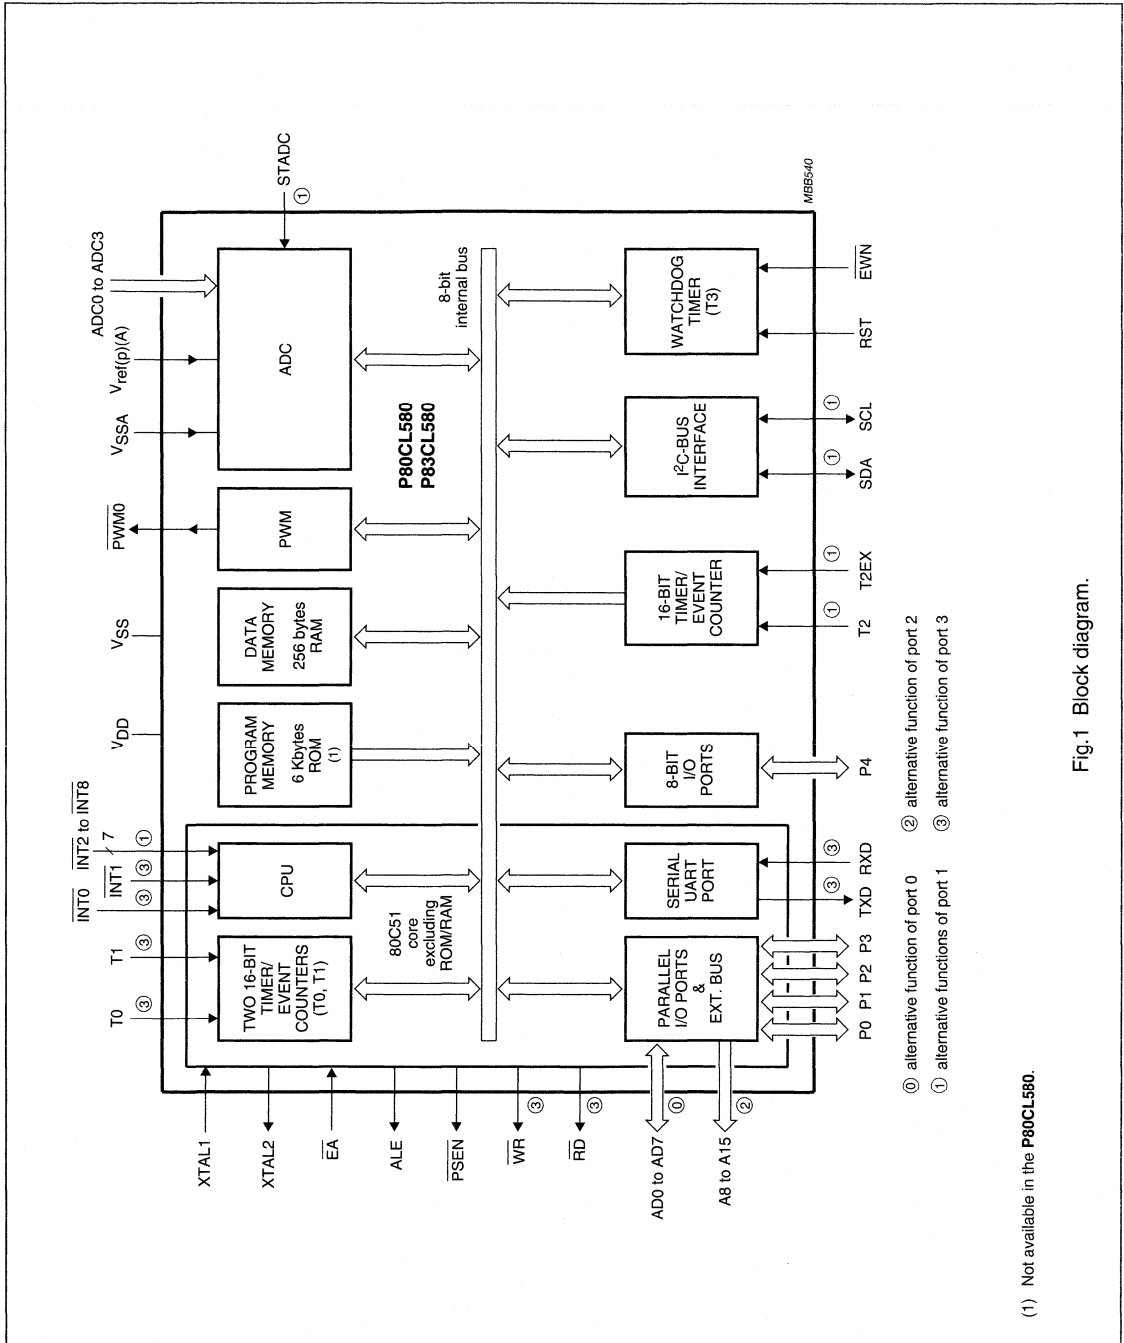 T0
T1
INT0
INT1
INT2 to INT8
VDD
VSS
PWM0
VSSA
Vref(p)(A)
ADC0 to ADC3
③
③
③
③
7
①
STADC
①
XTAL1
XTAL2
EA
ALE
PSEN
WR
③
RD
③
AD0 to AD7
⓪
A8 to A15
②
TWO 16-BIT
TIMER/
EVENT
COUNTERS
(T0, T1)
CPU
PROGRAM
MEMORY
6 Kbytes
ROM
(1)
DATA
MEMORY
256 bytes
RAM
PWM
ADC
80C51
core
excluding
ROM/RAM
P80CL580
P83CL580
8-bit
internal bus
PARALLEL
I/O PORTS
&
EXT. BUS
SERIAL
UART
PORT
8-BIT
I/O
PORTS
16-BIT
TIMER/
EVENT
COUNTER
I²C-BUS
INTERFACE
WATCHDOG
TIMER
(T3)
③
③
①
①
①
①
P0
P1
P2
P3
TXD
RXD
P4
T2
T2EX
SDA
SCL
RST
EWN
MBB540
⓪ alternative function of port 0
① alternative functions of port 1
② alternative function of port 2
③ alternative function of port 3
(1) Not available in the P80CL580.
Fig.1 Block diagram.